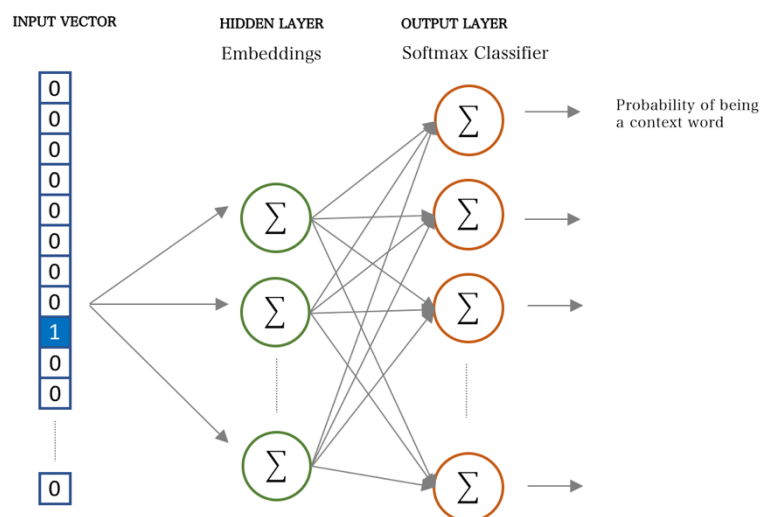 INPUT VECTOR
HIDDEN LAYER
Embeddings
OUTPUT LAYER
Softmax Classifier
0
0
0
0
0
0
0
0
1
0
0
0
Σ
Σ
Σ
Σ
Σ
Σ
Σ
Probability of being
a context word